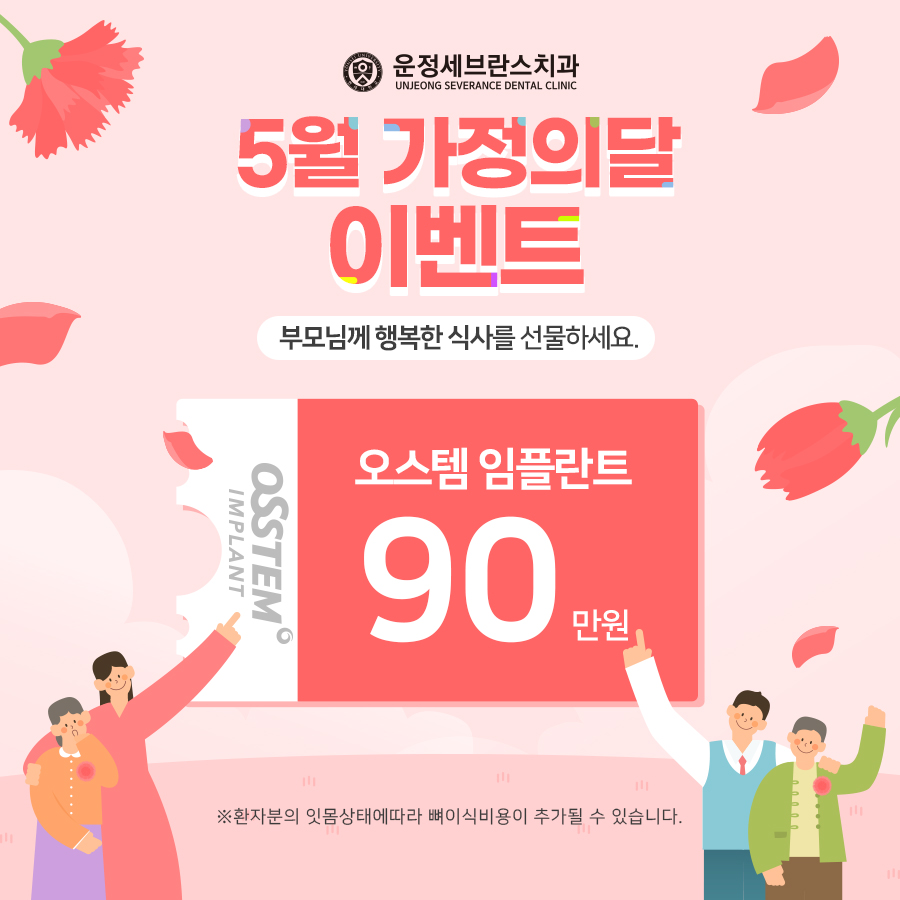 운정세브란스치과
UNJEONG SEVERANCE DENTAL CLINIC
5월 가정의달
이벤트
부모님께 행복한 식사를 선물하세요.
OSSTEM
IMPLANT
오스템 임플란트
90 만원
※환자분의 잇몸상태에따라 뼈이식비용이 추가될 수 있습니다.